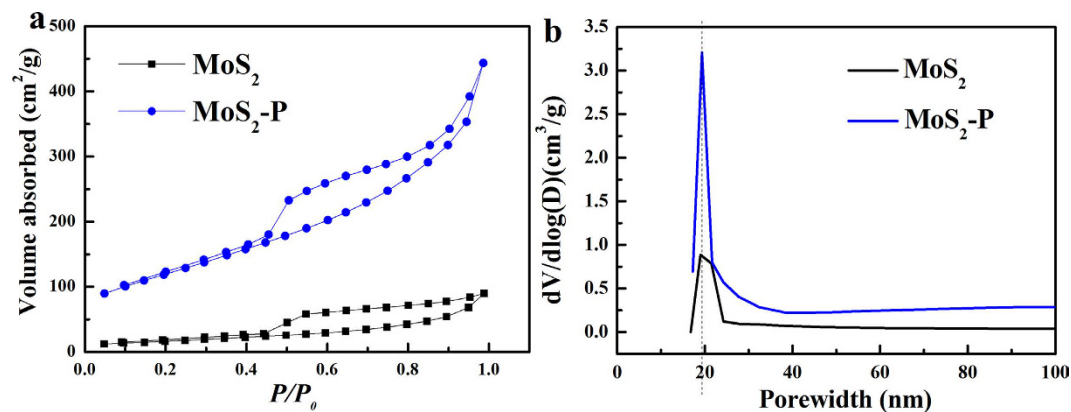 a
Volume absorbed (cm²/g)
500
400
300
200
100
0
MoS₂
MoS₂-P
0.0 0.2 0.4 0.6 0.8 1.0
P/P₀
b
dV/dlog(D)(cm³/g)
3.5
3.0
2.5
2.0
1.5
1.0
0.5
0.0
MoS₂
MoS₂-P
0 20 40 60 80 100
Porewidth (nm)